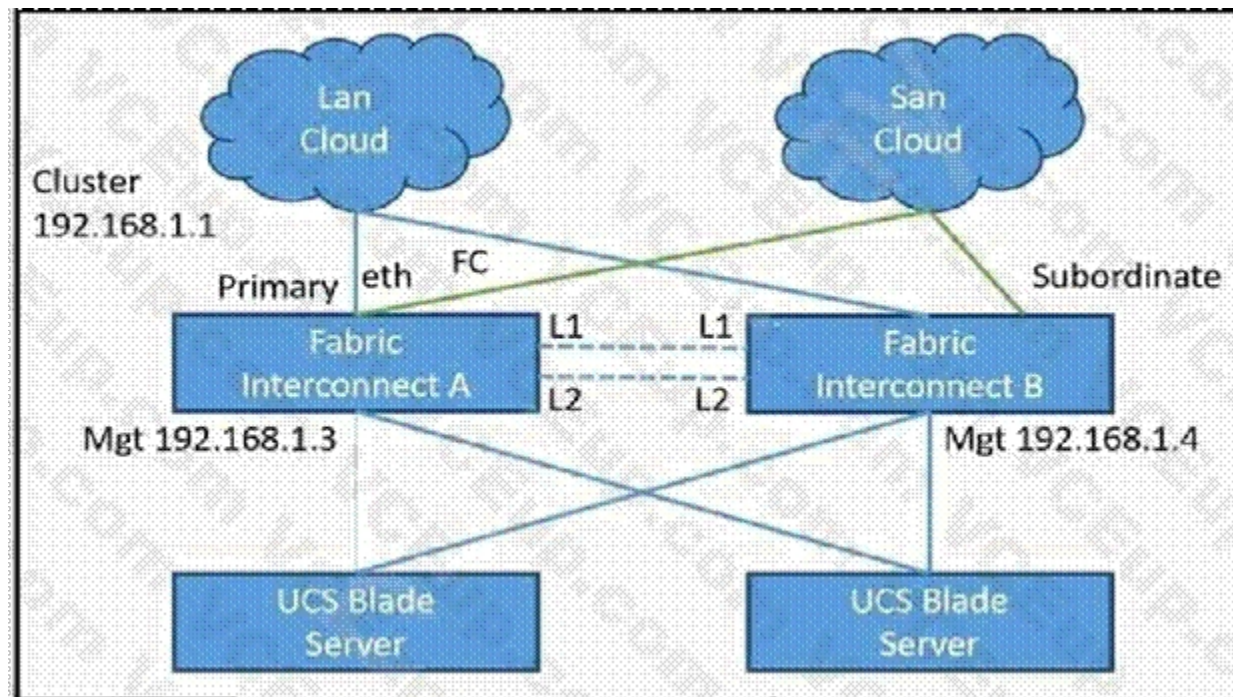 Lan
Cloud
San
Cloud
Cluster
192.168.1.1
Primary
eth
FC
Subordinate
Fabric
Interconnect A
L1
L2
L1
L2
Fabric
Interconnect B
Mgt 192.168.1.3
Mgt 192.168.1.4
UCS Blade
Server
UCS Blade
Server